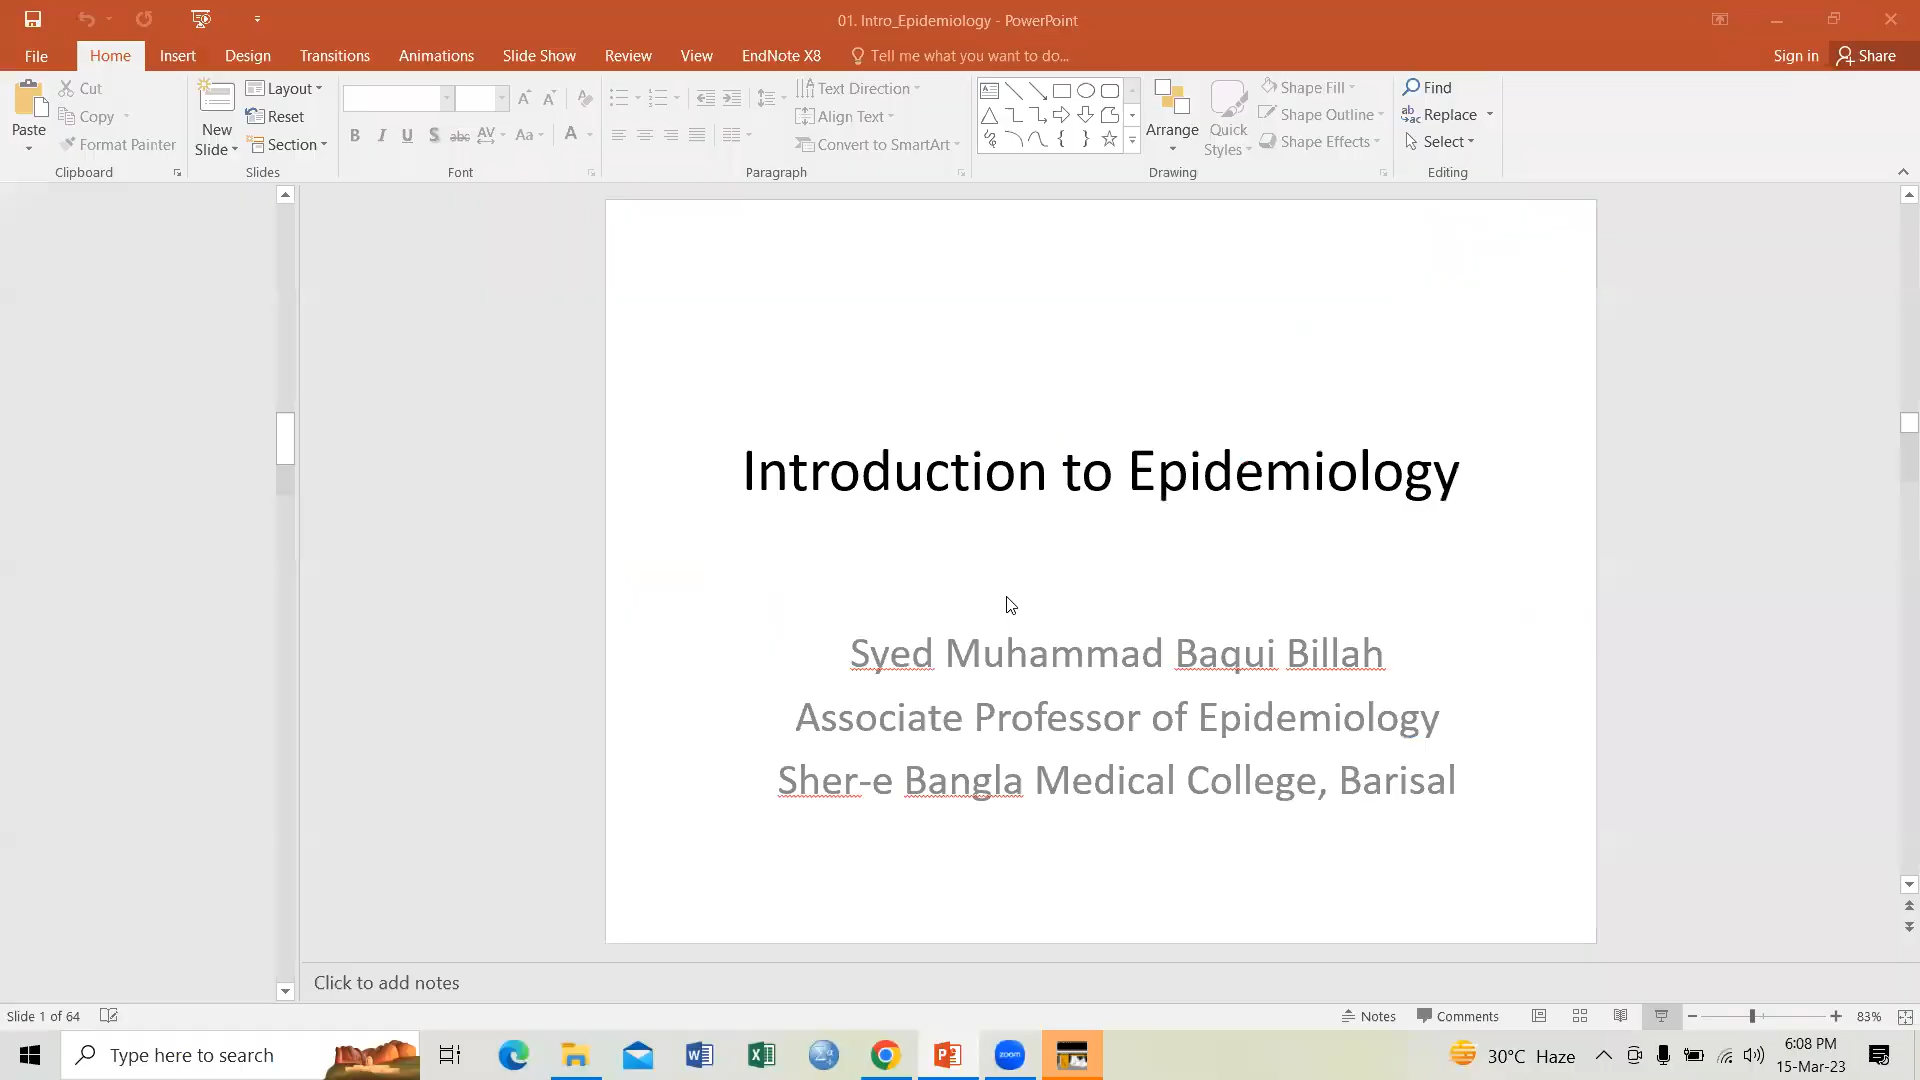 01. Intro_Epidemiology - PowerPoint
File Home Insert Design Transitions Animations Slide Show Review View EndNote X8 Tell me what you want to do... Sign in Share
Paste
Cut
Copy
Format Painter
Clipboard
New Slide
Layout
Reset
Section
Slides
Font
Text Direction
Align Text
Convert to SmartArt
Paragraph
Arrange
Quick Styles
Shape Fill
Shape Outline
Shape Effects
Drawing
Find
Replace
Select
Editing
Introduction to Epidemiology
Syed Muhammad Baqui Billah
Associate Professor of Epidemiology
Sher-e Bangla Medical College, Barisal
Click to add notes
Slide 1 of 64 Notes Comments 83%
Type here to search
zoom
30°C Haze
6:08 PM
15-Mar-23